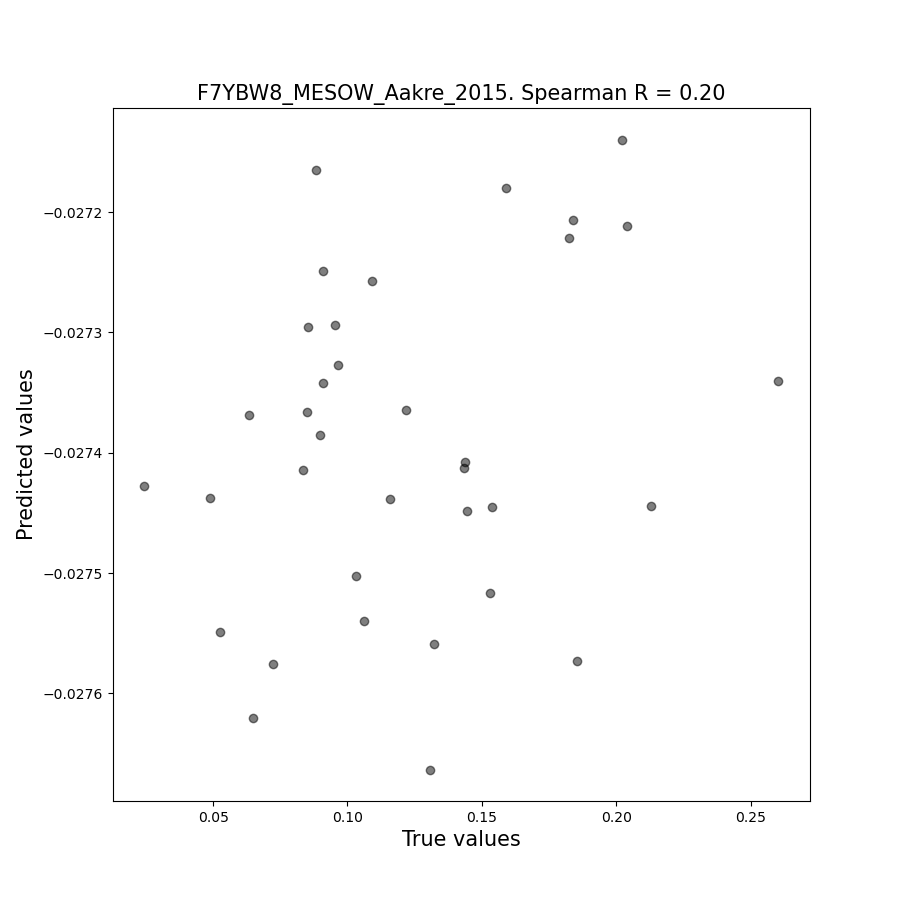 F7YBW8_MESOW_Aakre_2015. Spearman R = 0.20
Predicted values
−0.0272
−0.0273
−0.0274
−0.0275
−0.0276
0.05 0.10 0.15 0.20 0.25
True values